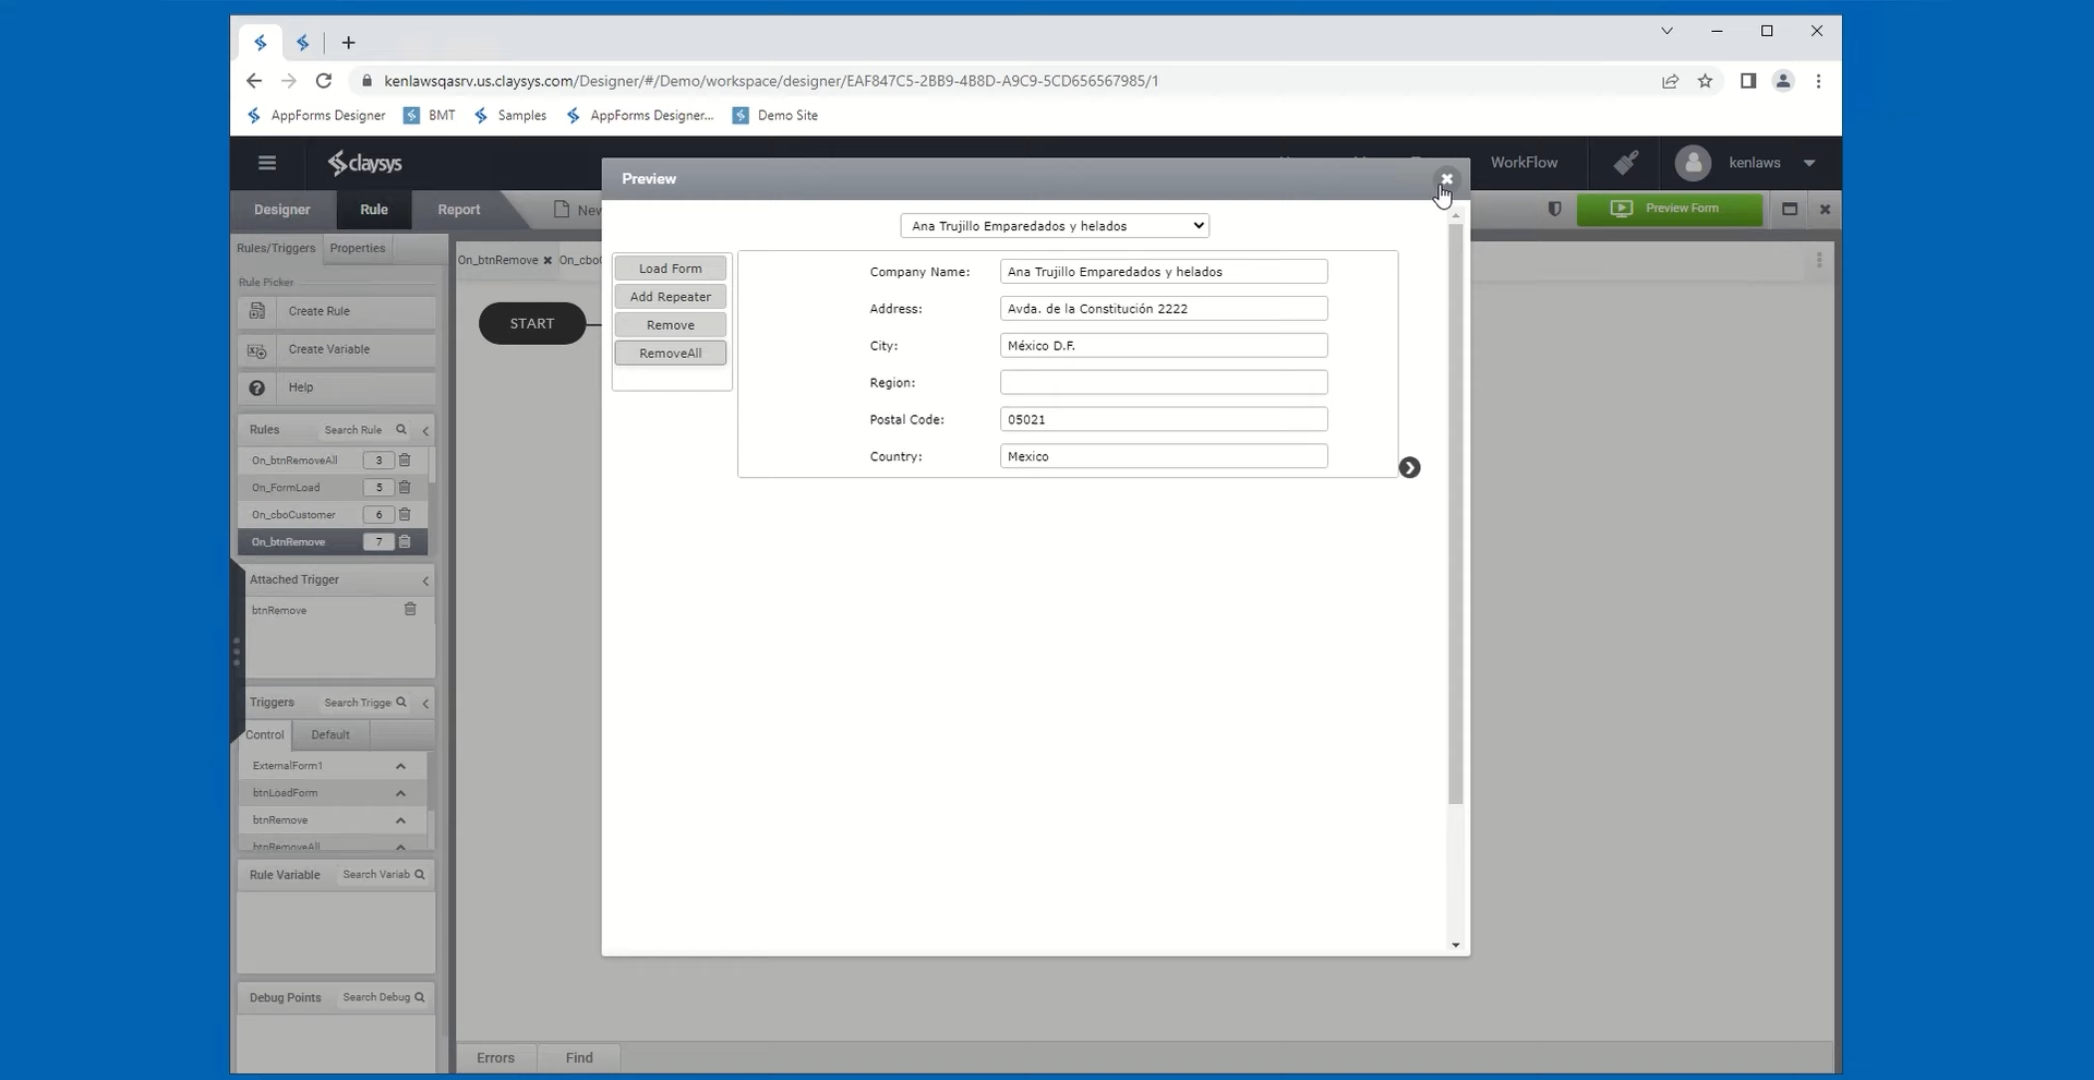 kenlawsqasrv.us.claysys.com/Designer/#/Demo/workspace/designer/EAF847C5-2BB9-4B8D-A9C9-5CD656567985/1
AppForms Designer BMT Samples AppForms Designer... Demo Site
claysys WorkFlow kenlaws
Designer Rule Report New Preview Form
Preview
Ana Trujillo Emparedados y helados
Load Form
Add Repeater
Remove
RemoveAll
Company Name: Ana Trujillo Emparedados y helados
Address: Avda. de la Constitución 2222
City: México D.F.
Region:
Postal Code: 05021
Country: Mexico
Rules/Triggers Properties
Rule Picker
Create Rule
Create Variable
Help
Rules Search Rule
On_btnRemoveAll 3
On_FormLoad 5
On_cboCustomer 6
On_btnRemove 7
Attached Trigger
btnRemove
Triggers Search Trigge
Control Default
ExternalForm1
btnLoadForm
btnRemove
btnRemoveAll
Rule Variable Search Variab
Debug Points Search Debug
On_btnRemove On_cbo
START
Errors Find